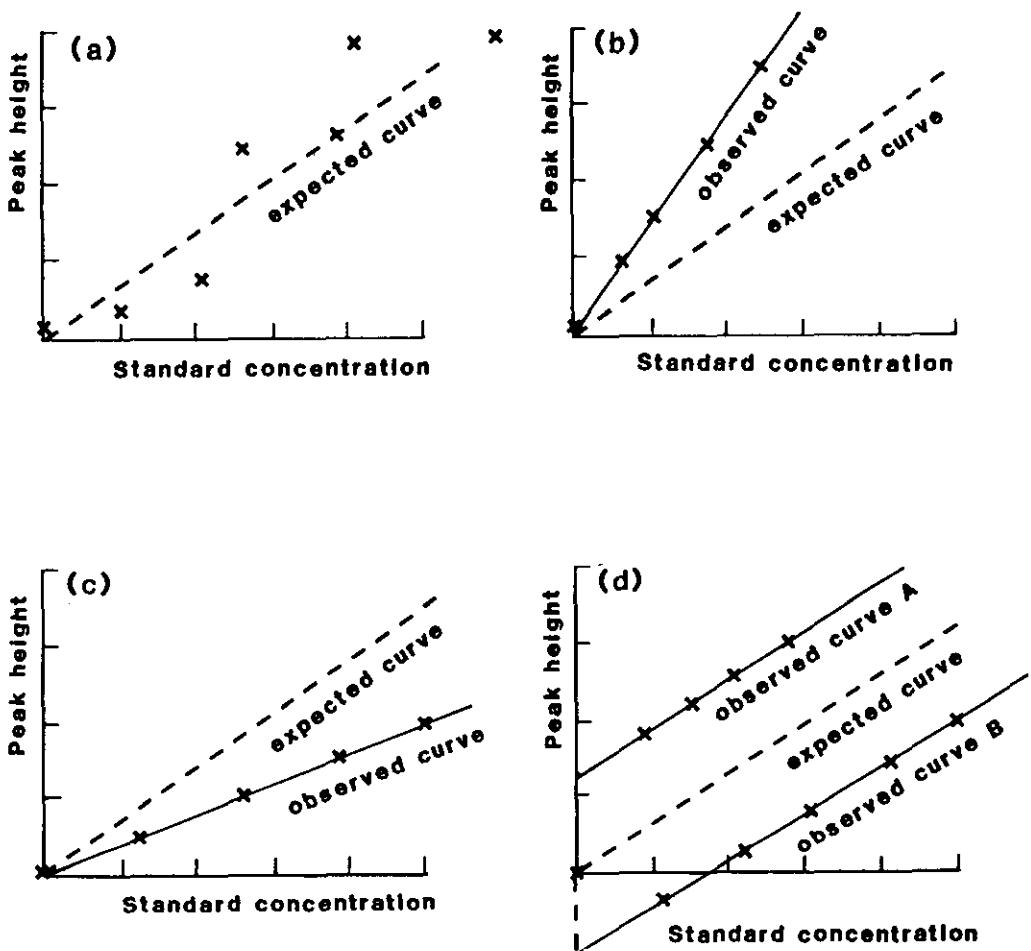 (a)
Peak height
expected curve
Standard concentration
(b)
Peak height
observed curve
expected curve
Standard concentration
(c)
Peak height
expected curve
observed curve
Standard concentration
(d)
Peak height
observed curve A
expected curve
observed curve B
Standard concentration